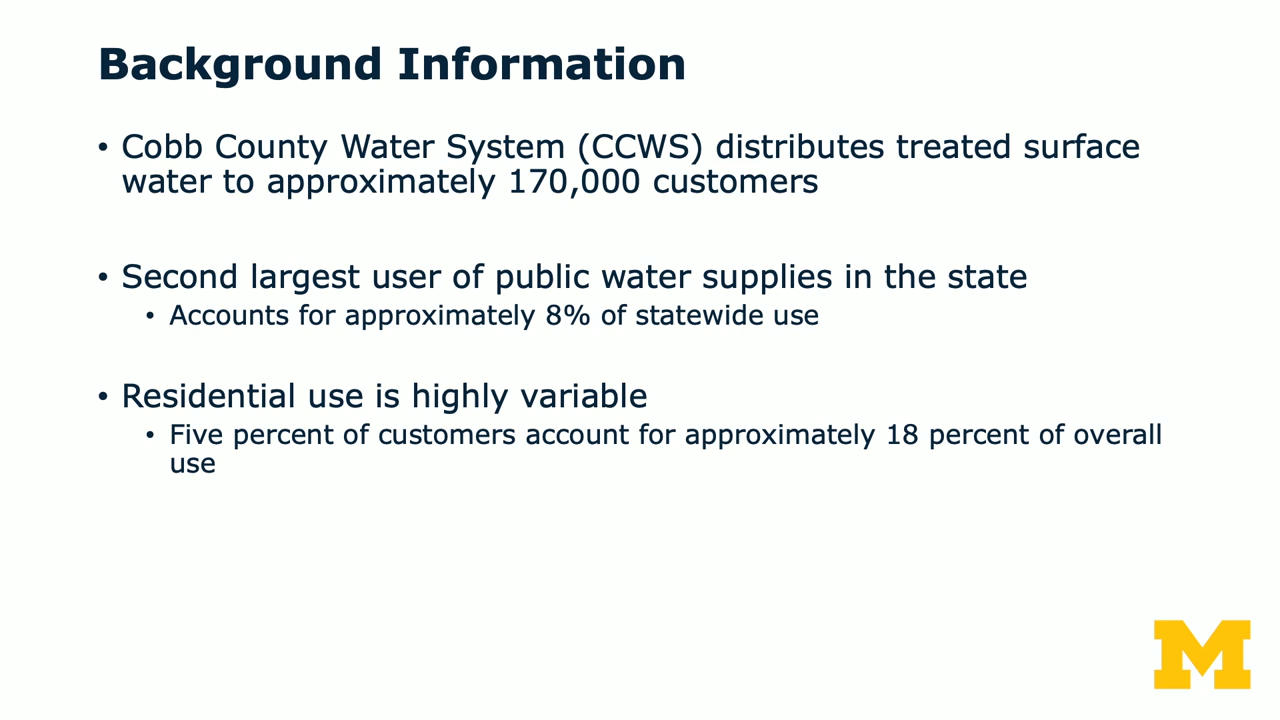 Background Information
• Cobb County Water System (CCWS) distributes treated surface
water to approximately 170,000 customers
• Second largest user of public water supplies in the state
• Accounts for approximately 8% of statewide use
• Residential use is highly variable
• Five percent of customers account for approximately 18 percent of overall
use
M